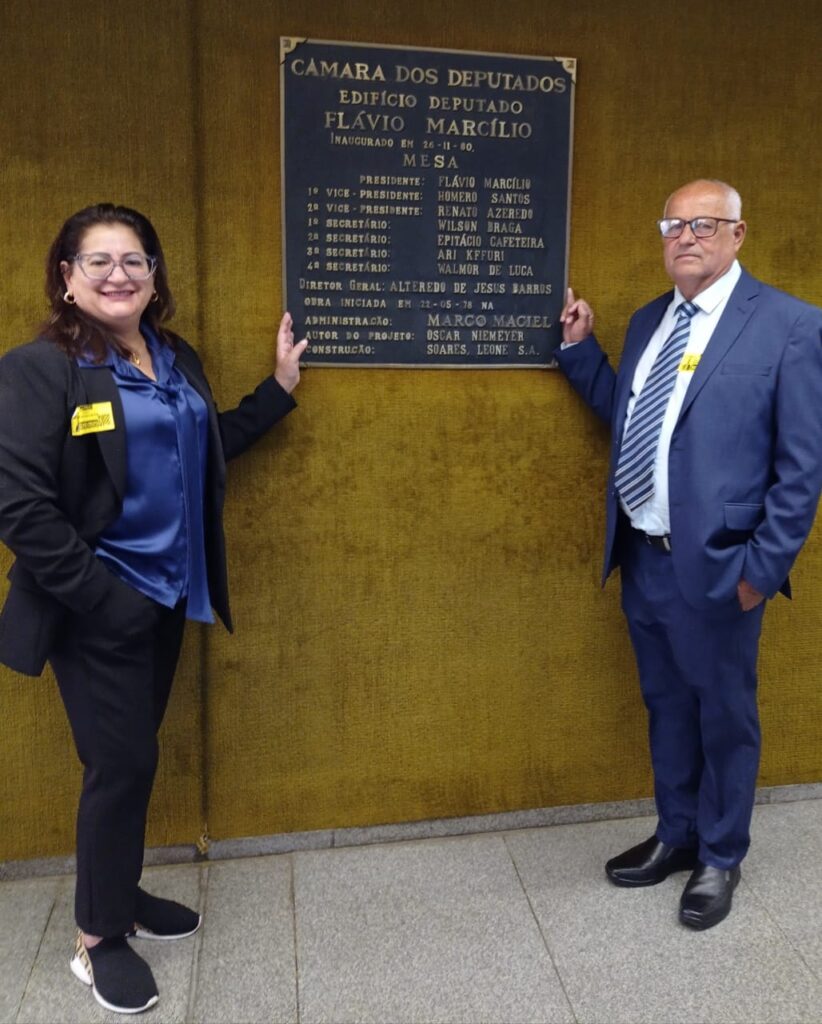 CÂMARA DOS DEPUTADOS
EDIFÍCIO DEPUTADO
FLÁVIO MARCÍLIO
INAUGURADO EM 26-11-80.
MESA
PRESIDENTE: FLÁVIO MARCÍLIO
1º VICE-PRESIDENTE: HOMERO SANTOS
2º VICE-PRESIDENTE: RENATO AZEREDO
1º SECRETÁRIO: WILSON BRAGA
2º SECRETÁRIO: EPITÁCIO CAFETEIRA
3º SECRETÁRIO: ARI KFFURI
4º SECRETÁRIO: WALMOR DE LUCA
DIRETOR GERAL: ALTEREDO DE JESUS BARROS
OBRA INICIADA EM 22-05-78 NA
ADMINISTRAÇÃO: MARCO MACIEL
AUTOR DO PROJETO: OSCAR NIEMEYER
CONSTRUÇÃO: SOARES, LEONE S.A.